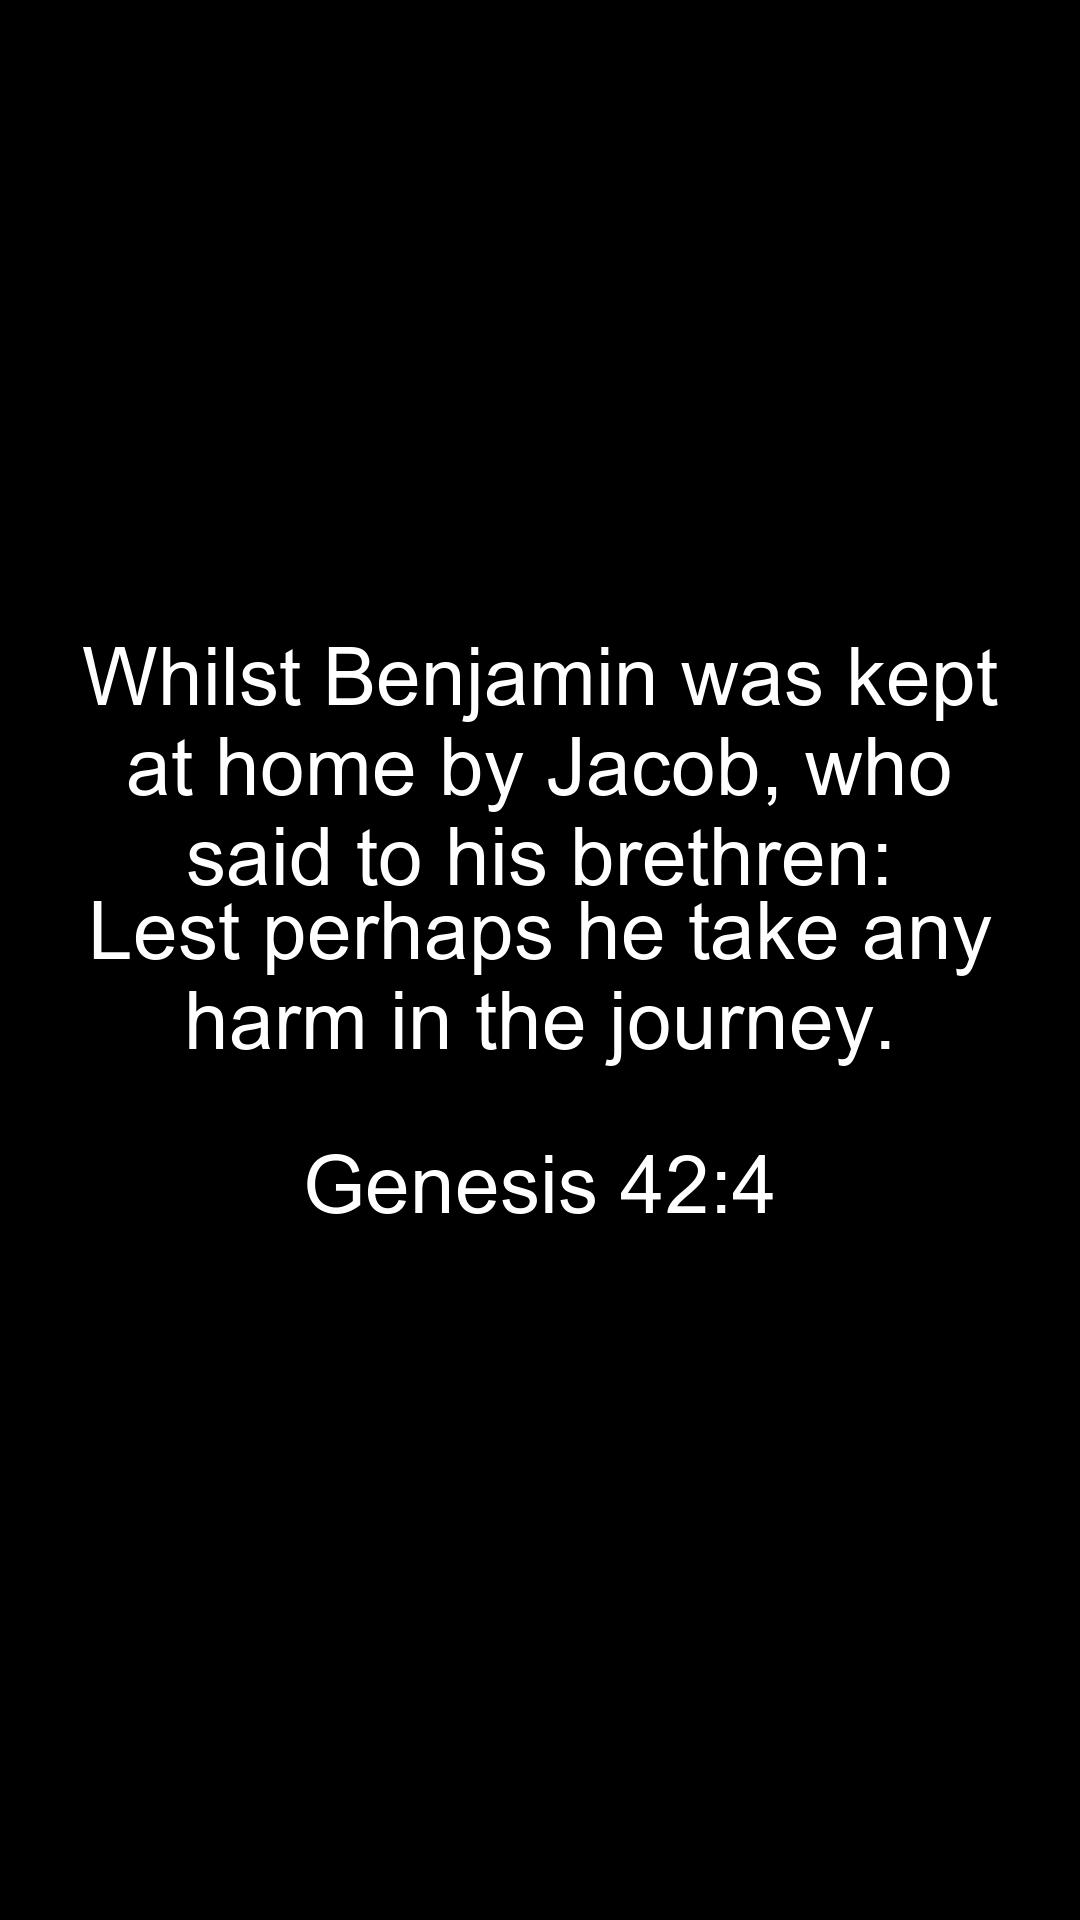 Whilst Benjamin was kept
at home by Jacob, who
said to his brethren:
Lest perhaps he take any
harm in the journey.
Genesis 42:4